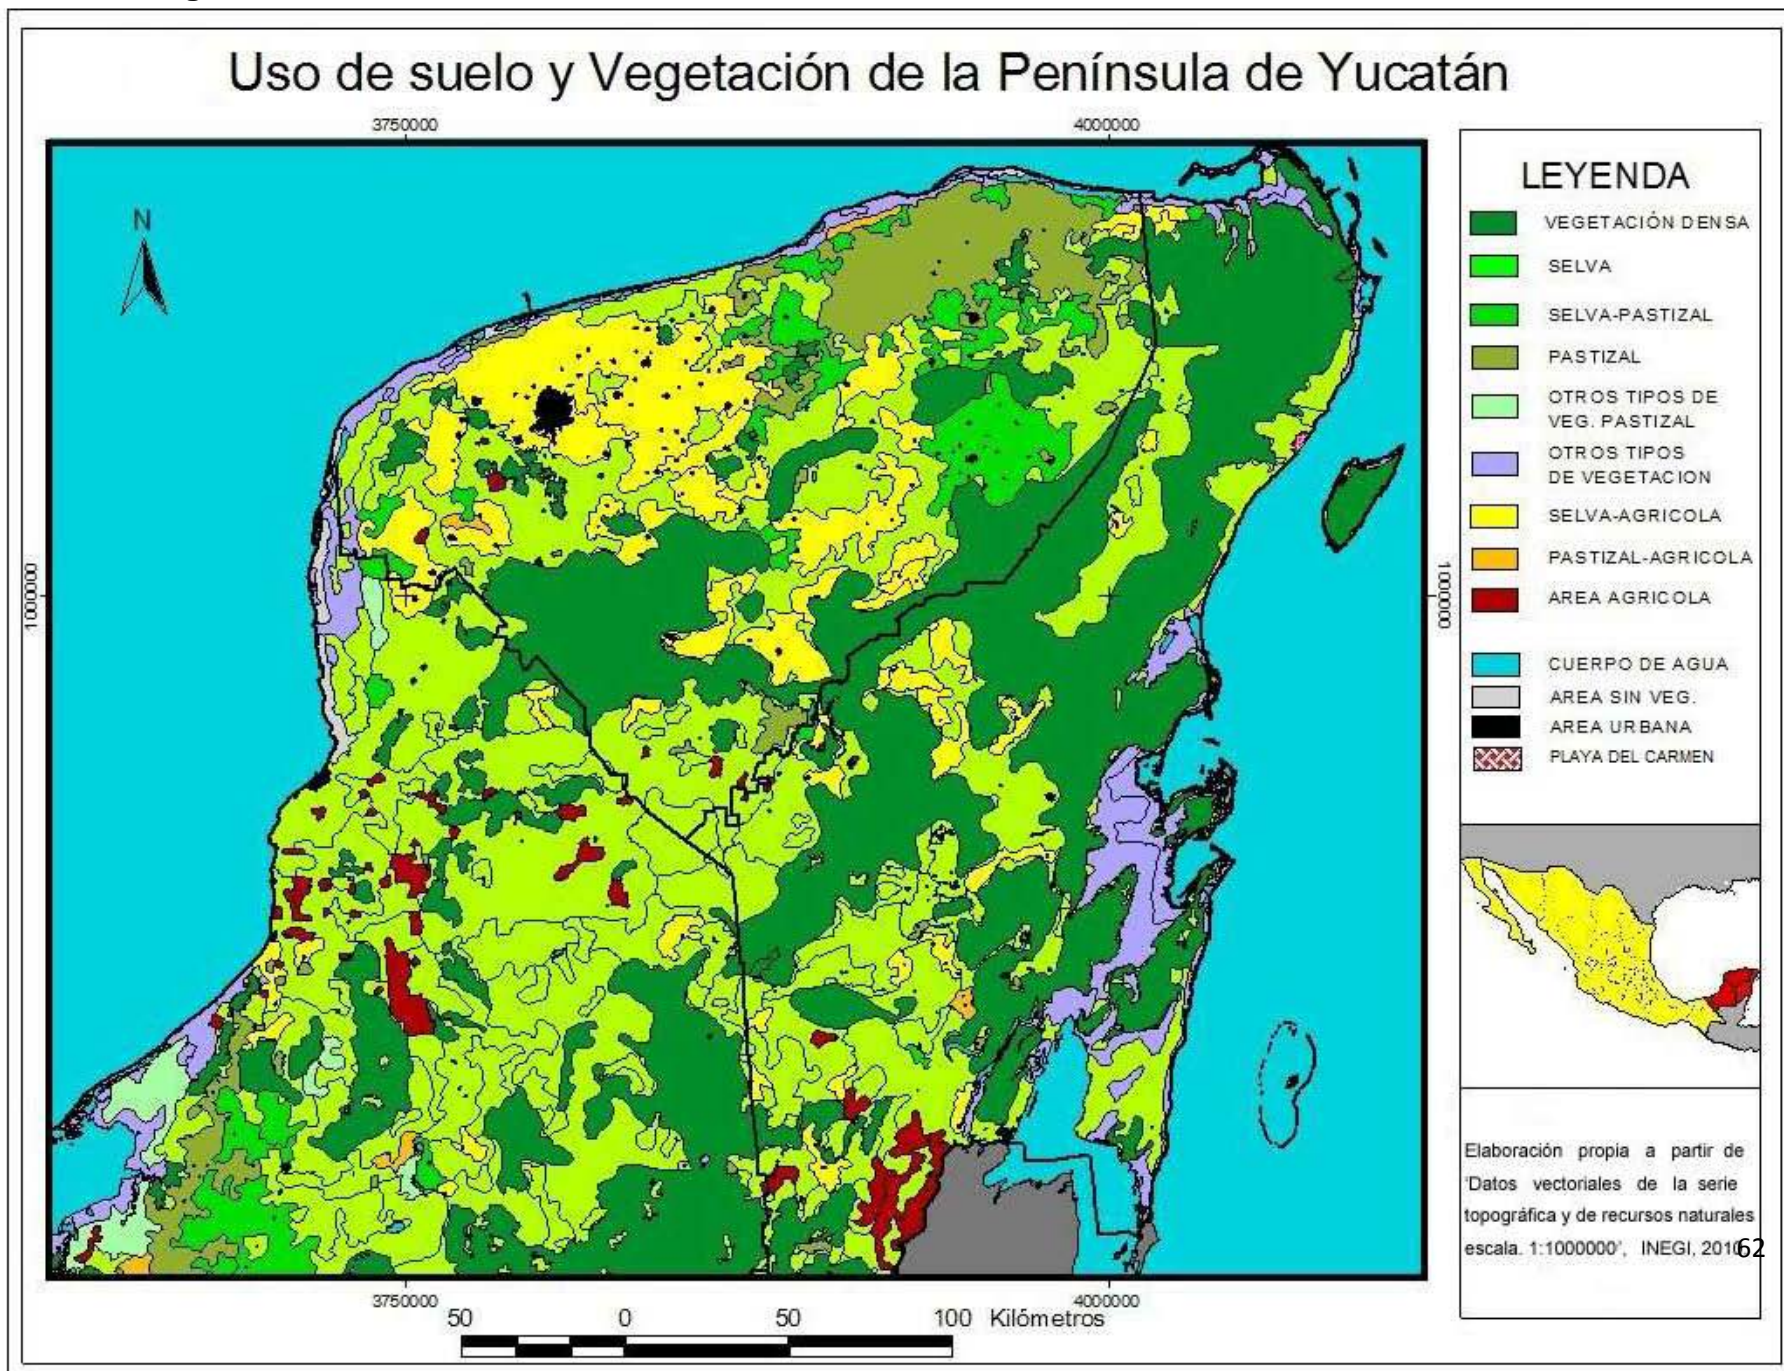 Uso de suelo y Vegetación de la Península de Yucatán
3750000
4000000
N
1000000
1000000
3750000
4000000
50
0
50
100 Kilómetros
LEYENDA
VEGETACIÓN DENSA
SELVA
SELVA-PASTIZAL
PASTIZAL
OTROS TIPOS DE
VEG. PASTIZAL
OTROS TIPOS
DE VEGETACION
SELVA-AGRICOLA
PASTIZAL-AGRICOLA
AREA AGRICOLA
CUERPO DE AGUA
AREA SIN VEG.
AREA URBANA
PLAYA DEL CARMEN
Elaboración propia a partir de
'Datos vectoriales de la serie
topográfica y de recursos naturales
escala. 1:1000000', INEGI, 2010
62